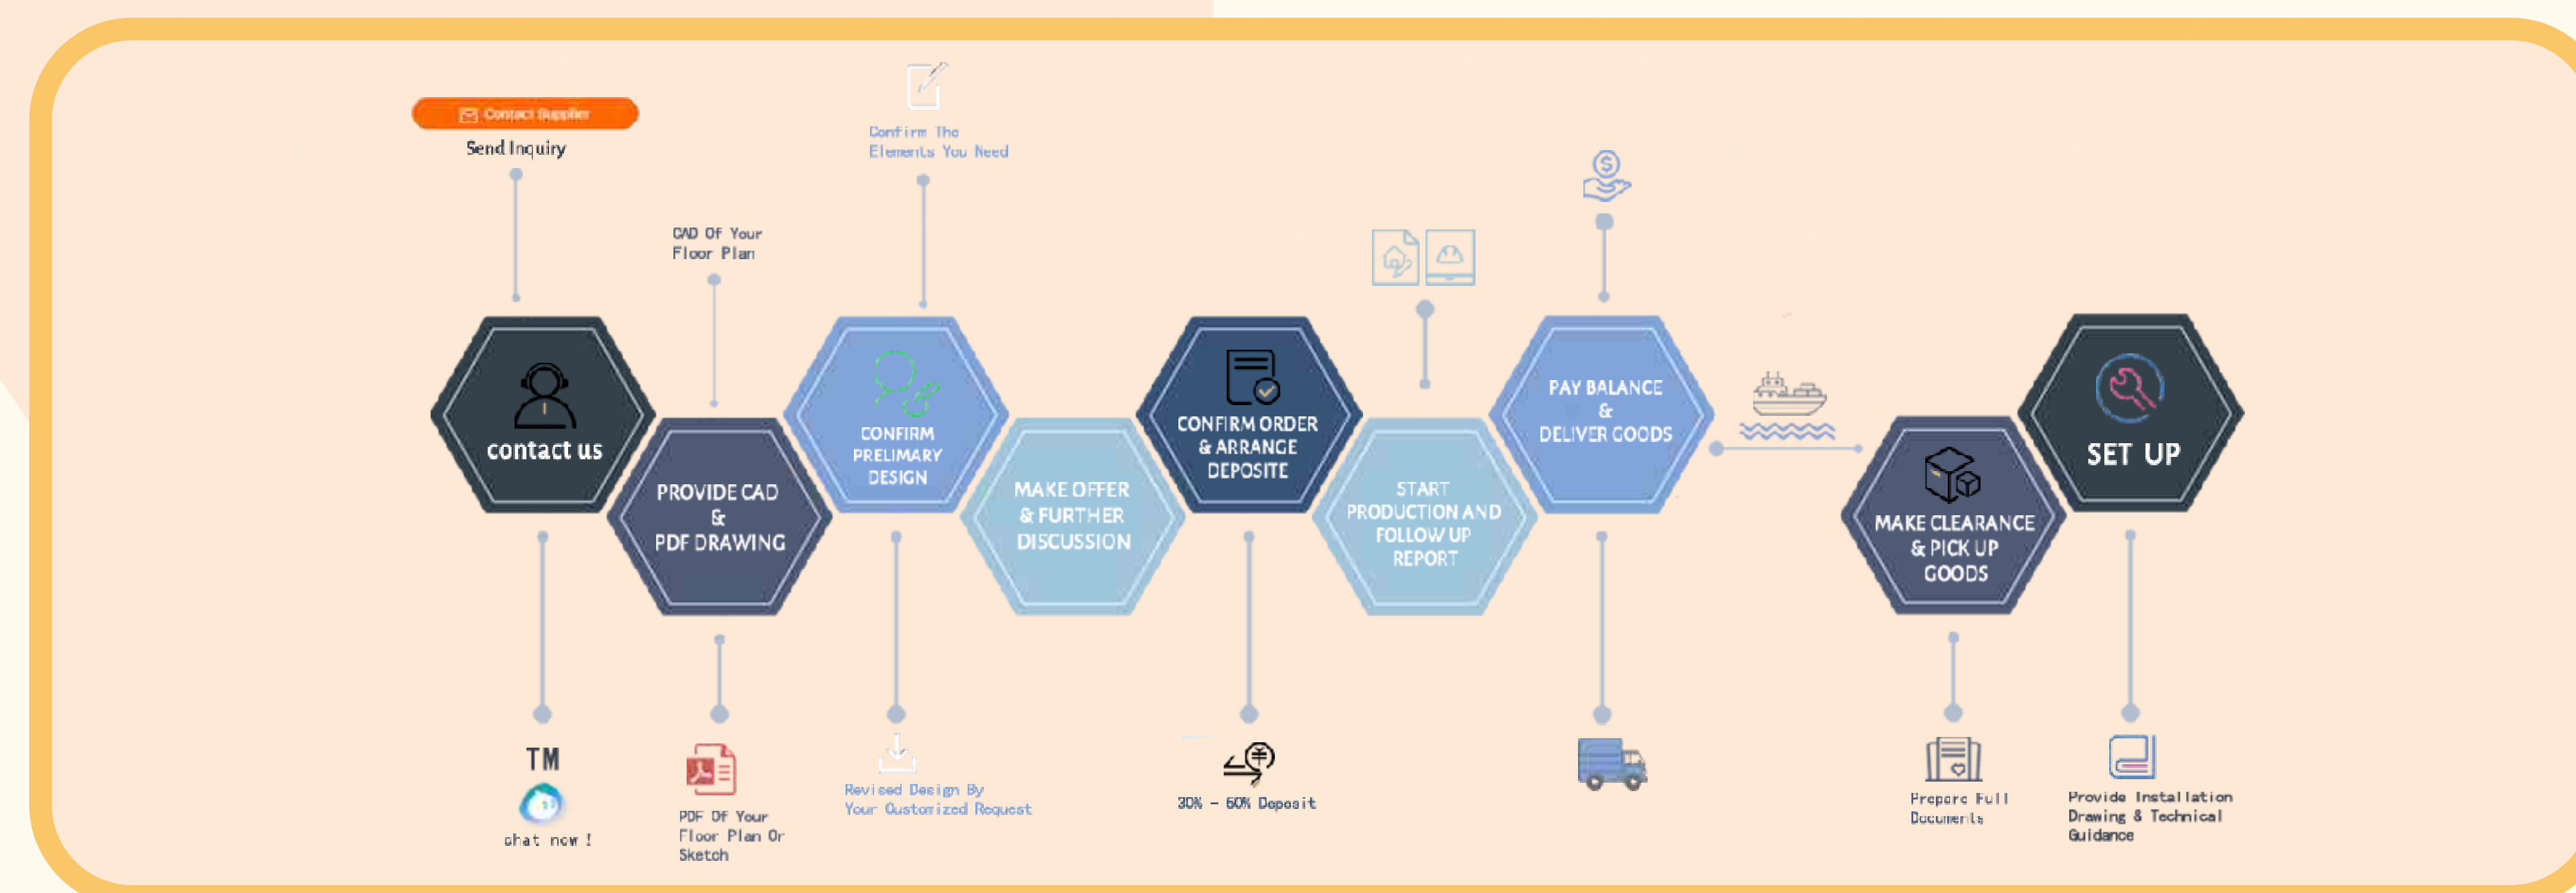 Contact Supplier
Send Inquiry
CAD Of Your
Floor Plan
Confirm The
Elements You Need
contact us
PROVIDE CAD
&
PDF DRAWING
CONFIRM
PRELIMARY
DESIGN
MAKE OFFER
& FURTHER
DISCUSSION
CONFIRM ORDER
& ARRANGE
DEPOSITE
START
PRODUCTION AND
FOLLOW UP
REPORT
PAY BALANCE
&
DELIVER GOODS
MAKE CLEARANCE
& PICK UP
GOODS
SET UP
TM
chat now !
PDF Of Your
Floor Plan Or
Sketch
Revised Design By
Your Customized Request
30% - 50% Deposit
Prepare Full
Documents
Provide Installation
Drawing & Technical
Guidance